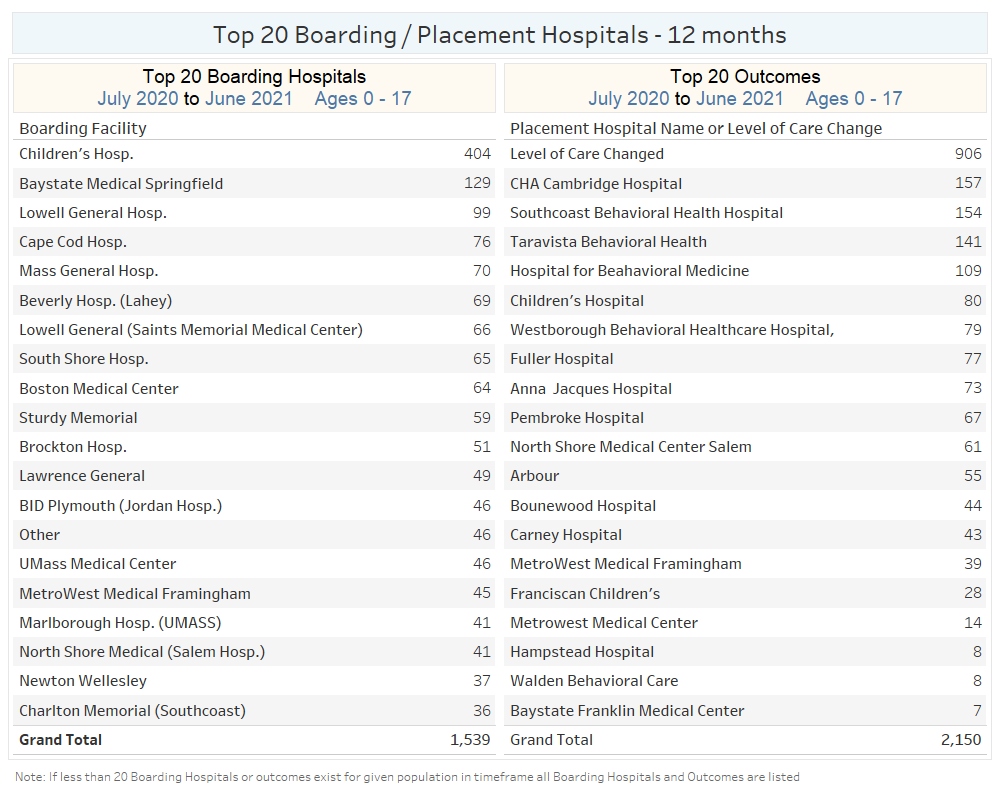 Top 20 Boarding / Placement Hospitals - 12 months
Top 20 Boarding Hospitals
July 2020 to June 2021 Ages 0 - 17
Boarding Facility
Children's Hosp. 404
Baystate Medical Springfield 129
Lowell General Hosp. 99
Cape Cod Hosp. 76
Mass General Hosp. 70
Beverly Hosp. (Lahey) 69
Lowell General (Saints Memorial Medical Center) 66
South Shore Hosp. 65
Boston Medical Center 64
Sturdy Memorial 59
Brockton Hosp. 51
Lawrence General 49
BID Plymouth (Jordan Hosp.) 46
Other 46
UMass Medical Center 46
MetroWest Medical Framingham 45
Marlborough Hosp. (UMASS) 41
North Shore Medical (Salem Hosp.) 41
Newton Wellesley 37
Charlton Memorial (Southcoast) 36
Grand Total 1,539
Top 20 Outcomes
July 2020 to June 2021 Ages 0 - 17
Placement Hospital Name or Level of Care Change
Level of Care Changed 906
CHA Cambridge Hospital 157
Southcoast Behavioral Health Hospital 154
Taravista Behavioral Health 141
Hospital for Beahavioral Medicine 109
Children's Hospital 80
Westborough Behavioral Healthcare Hospital, 79
Fuller Hospital 77
Anna  Jacques Hospital 73
Pembroke Hospital 67
North Shore Medical Center Salem 61
Arbour 55
Bounewood Hospital 44
Carney Hospital 43
MetroWest Medical Framingham 39
Franciscan Children's 28
Metrowest Medical Center 14
Hampstead Hospital 8
Walden Behavioral Care 8
Baystate Franklin Medical Center 7
Grand Total 2,150
Note: If less than 20 Boarding Hospitals or outcomes exist for given population in timeframe all Boarding Hospitals and Outcomes are listed